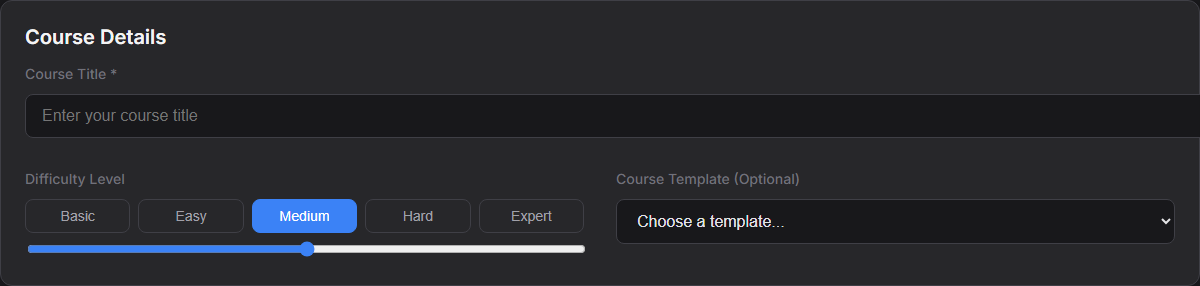 Course Details
Course Title *
Enter your course title
Difficulty Level
Course Template (Optional)
Basic
Easy
Medium
Hard
Expert
Choose a template...